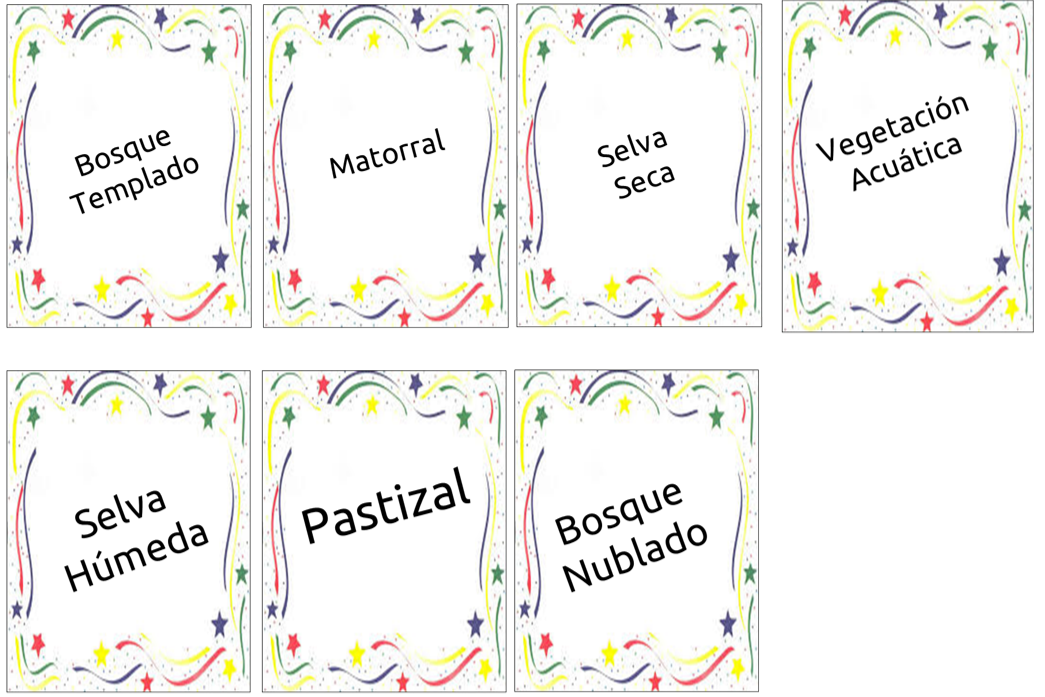 Bosque
Templado
Matorral
Selva
Seca
Vegetación
Acuática
Selva
Húmeda
Pastizal
Bosque
Nublado